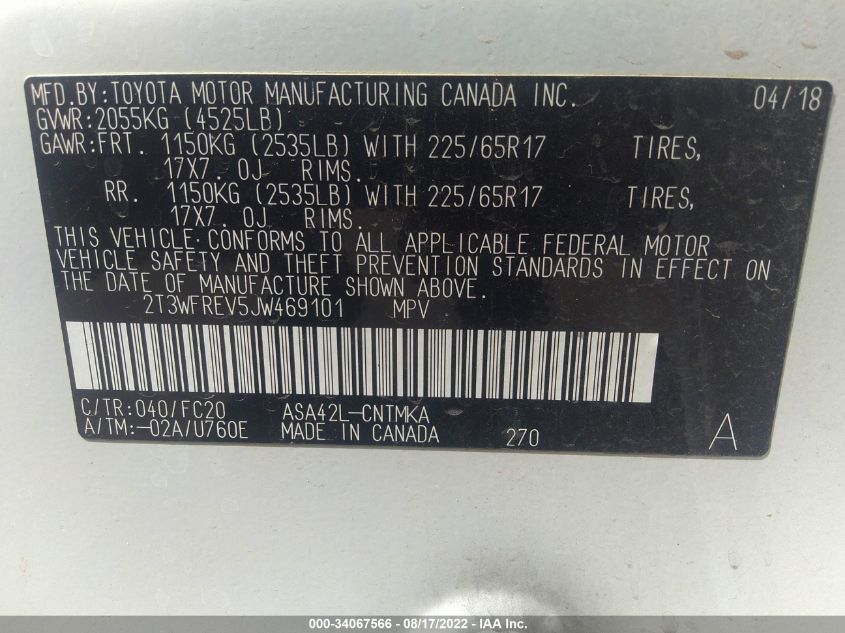 MFD.BY:TOYOTA MOTOR MANUFACTURING CANADA INC. 04/18
GVWR:2055KG (4525LB)
GAWR:FRT. 1150KG (2535LB) WITH 225/65R17 TIRES,
17X7.0J RIMS.
RR. 1150KG (2535LB) WITH 225/65R17 TIRES,
17X7.0J RIMS.
THIS VEHICLE CONFORMS TO ALL APPLICABLE FEDERAL MOTOR
VEHICLE SAFETY AND THEFT PREVENTION STANDARDS IN EFFECT ON
THE DATE OF MANUFACTURE SHOWN ABOVE.
2T3WFREV5JW469101 MPV
C/TR:040/FC20 ASA42L-CNTMKA
A/TM:-02A/U760E MADE IN CANADA 270 A
000-34067566 - 08/17/2022 - IAA Inc.